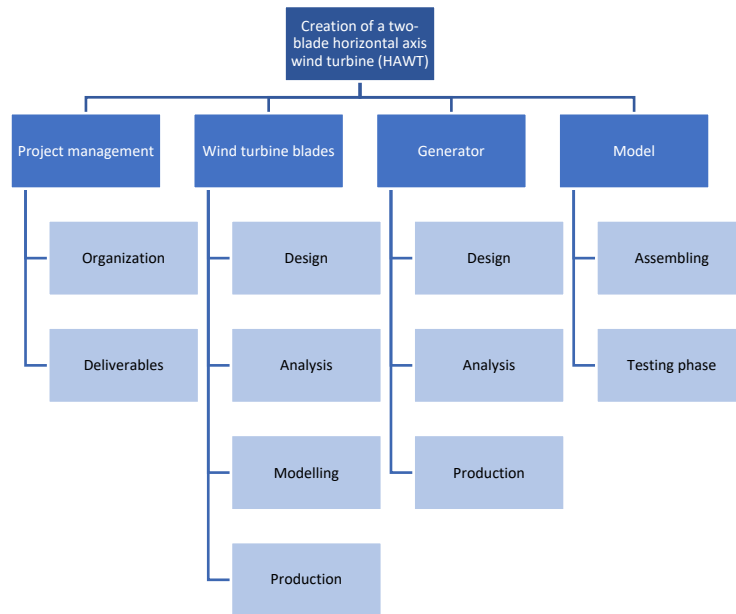 Creation of a two-
blade horizontal axis
wind turbine (HAWT)
Project management
Wind turbine blades
Generator
Model
Organization
Design
Design
Assembling
Deliverables
Analysis
Analysis
Testing phase
Modelling
Production
Production